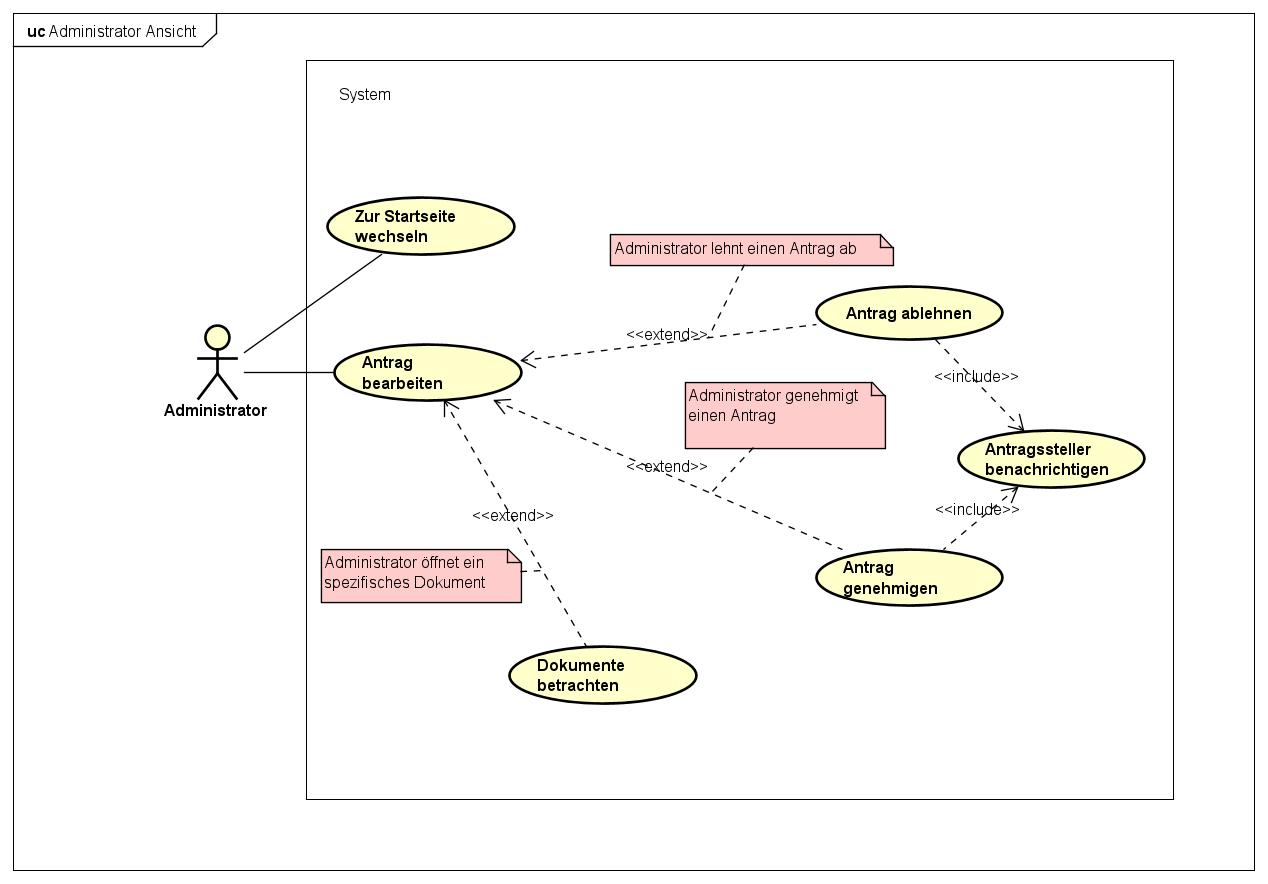 uc Administrator Ansicht
System
Zur Startseite
wechseln
Administrator lehnt einen Antrag ab
Antrag ablehnen
<<extend>>
Antrag
bearbeiten
Administrator
<<include>>
Administrator genehmigt
einen Antrag
Antragssteller
benachrichtigen
<<extend>>
<<extend>>
<<include>>
Administrator öffnet ein
spezifisches Dokument
Antrag
genehmigen
Dokumente
betrachten